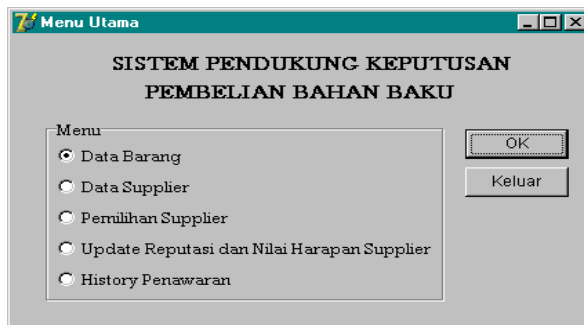 Menu Utama
SISTEM PENDUKUNG KEPUTUSAN
PEMBELIAN BAHAN BAKU
Menu
Data Barang
OK
Data Supplier
Keluar
Pemilihan Supplier
Update Reputasi dan Nilai Harapan Supplier
History Penawaran